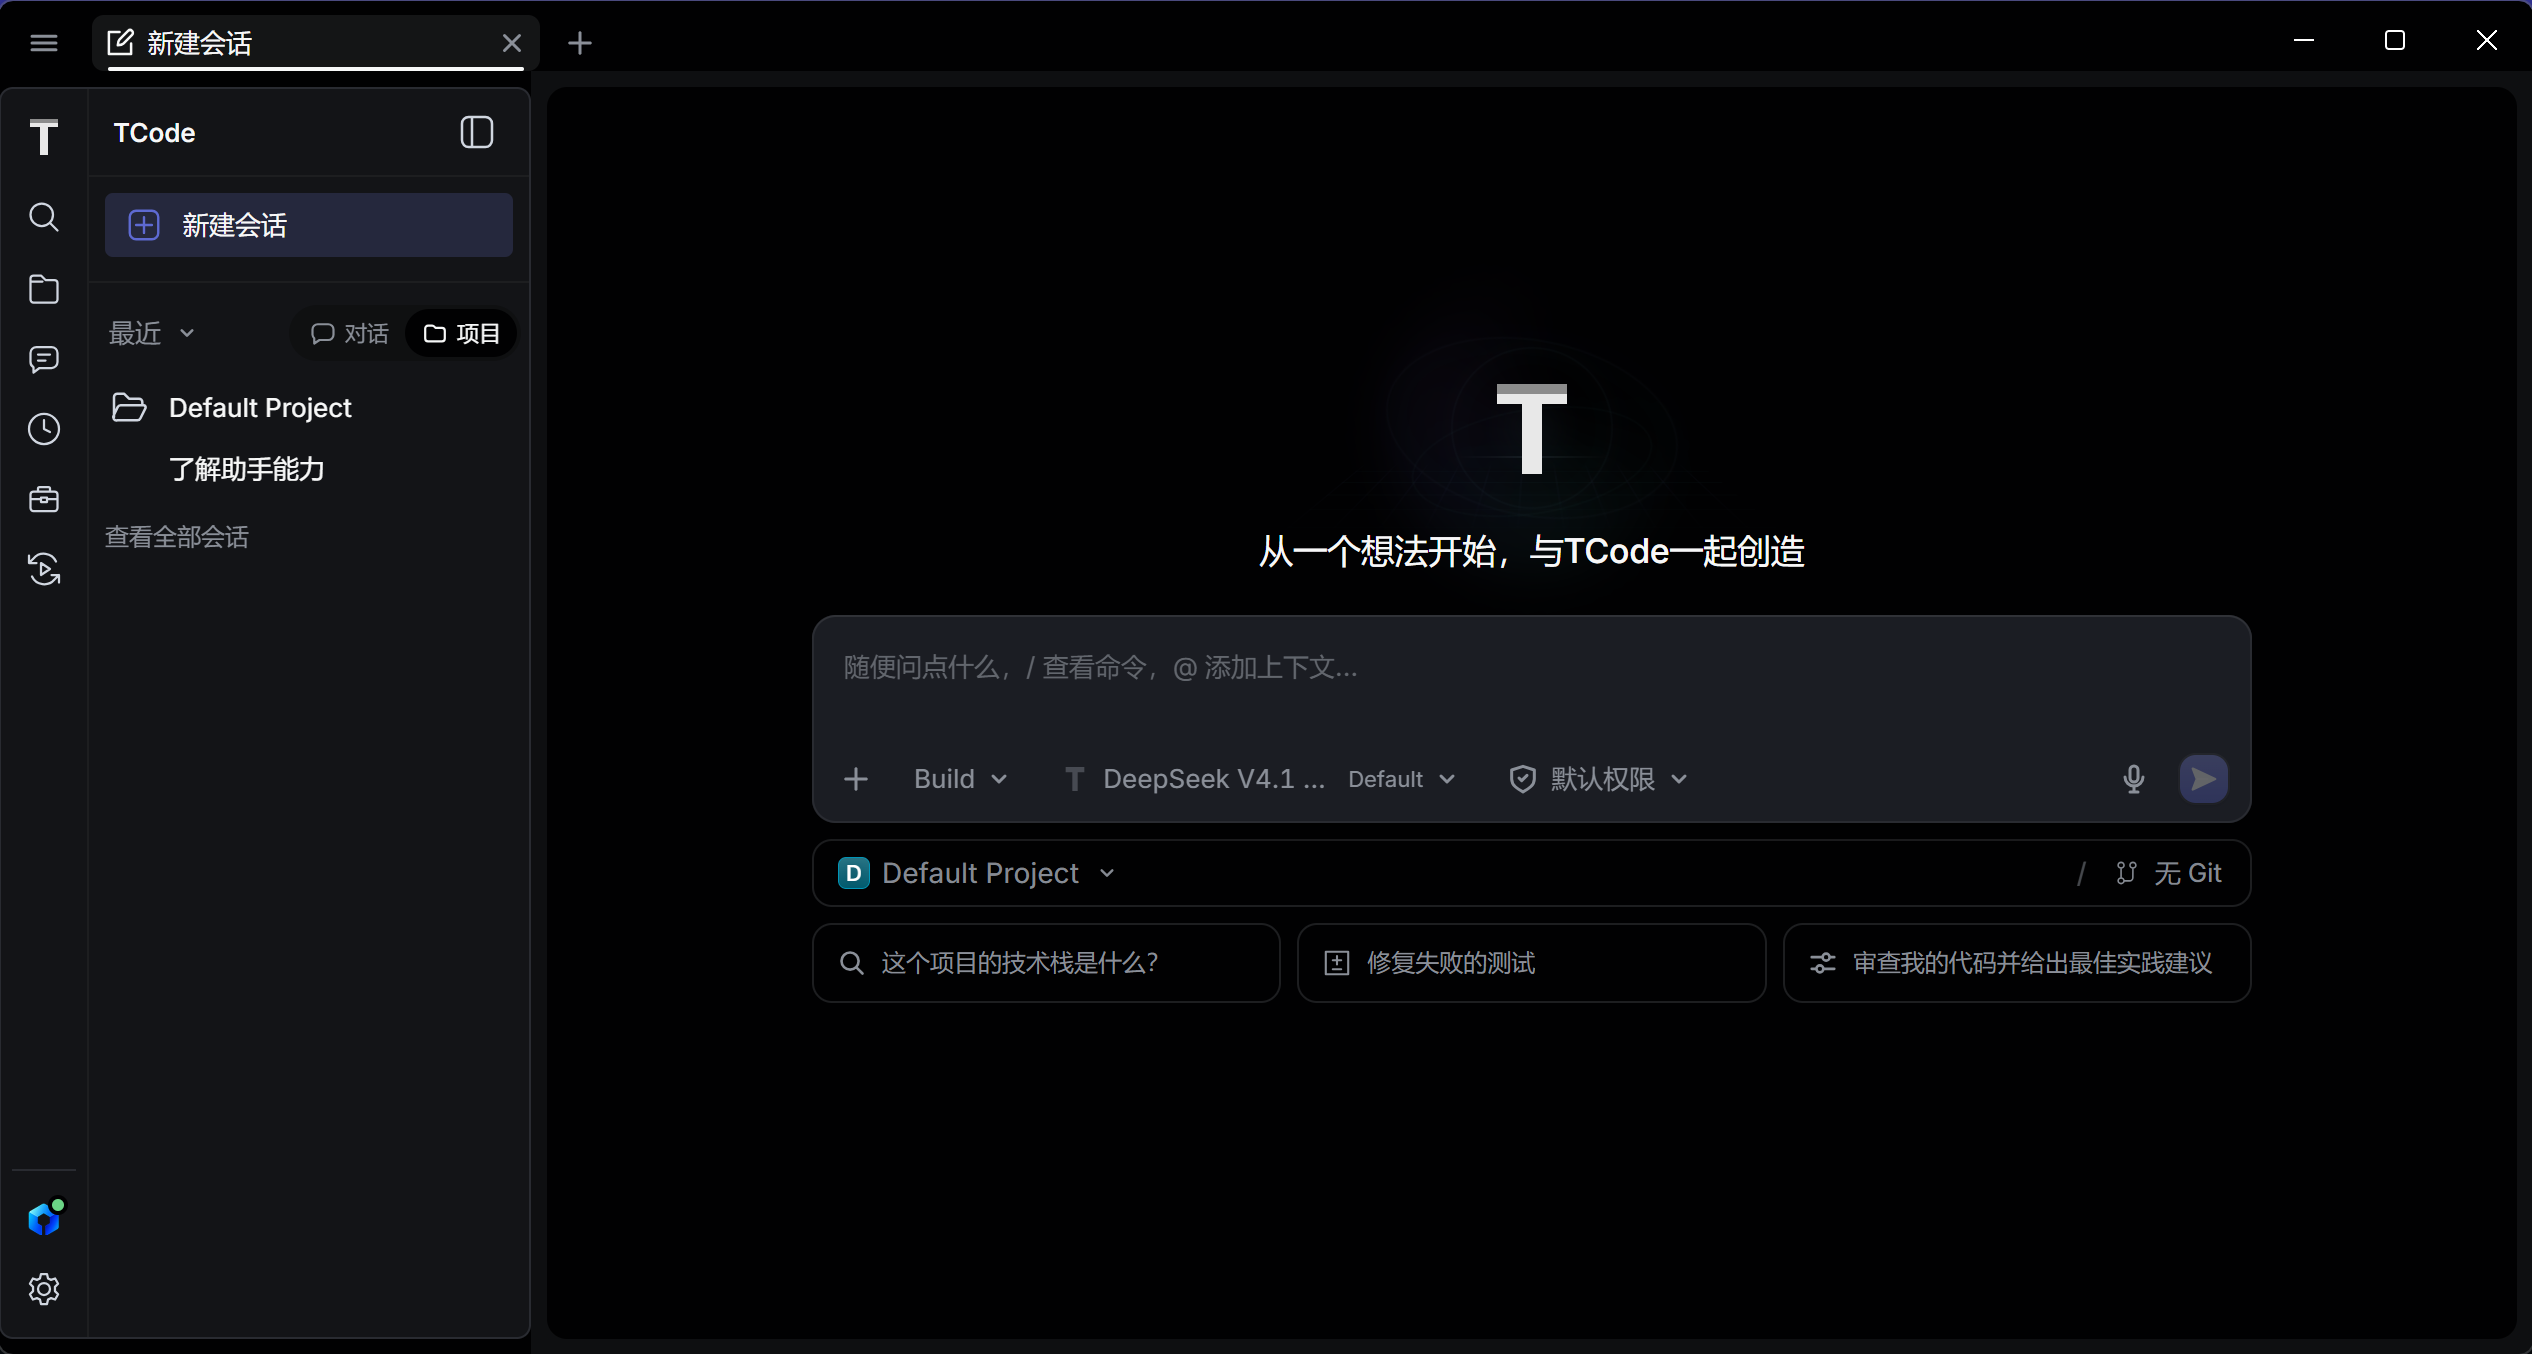 新建会话
TCode
新建会话
最近
对话
项目
Default Project
了解助手能力
查看全部会话
从一个想法开始，与TCode一起创造
随便问点什么，/ 查看命令，@ 添加上下文...
Build
DeepSeek V4.1 ...
Default
默认权限
D Default Project
/ 无 Git
这个项目的技术栈是什么？
修复失败的测试
审查我的代码并给出最佳实践建议